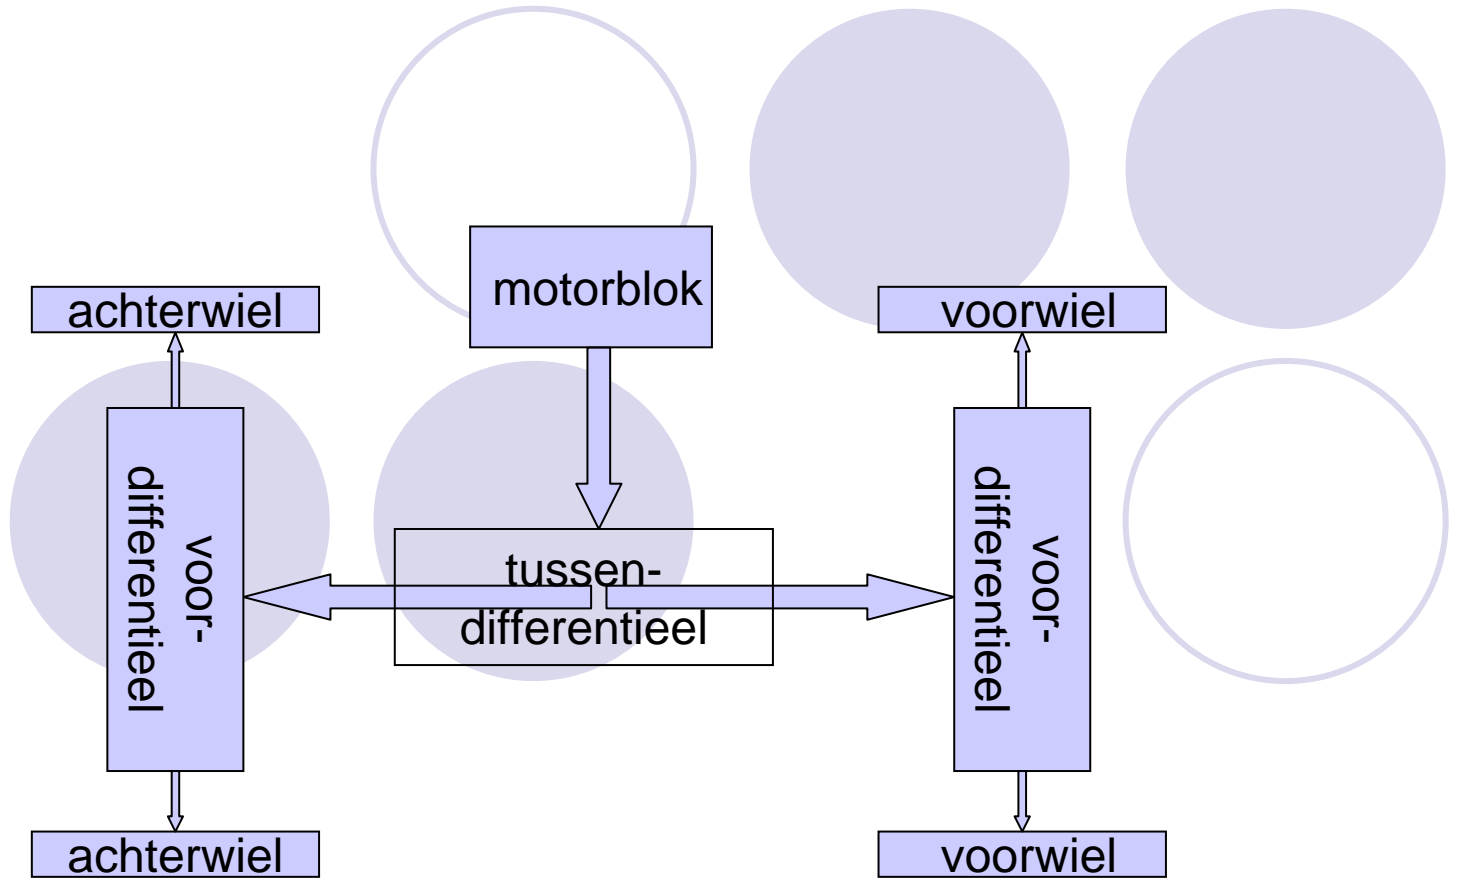 motorblok
achterwiel
voorwiel
voor-
differentieel
tussen-
differentieel
voor-
differentieel
achterwiel
voorwiel